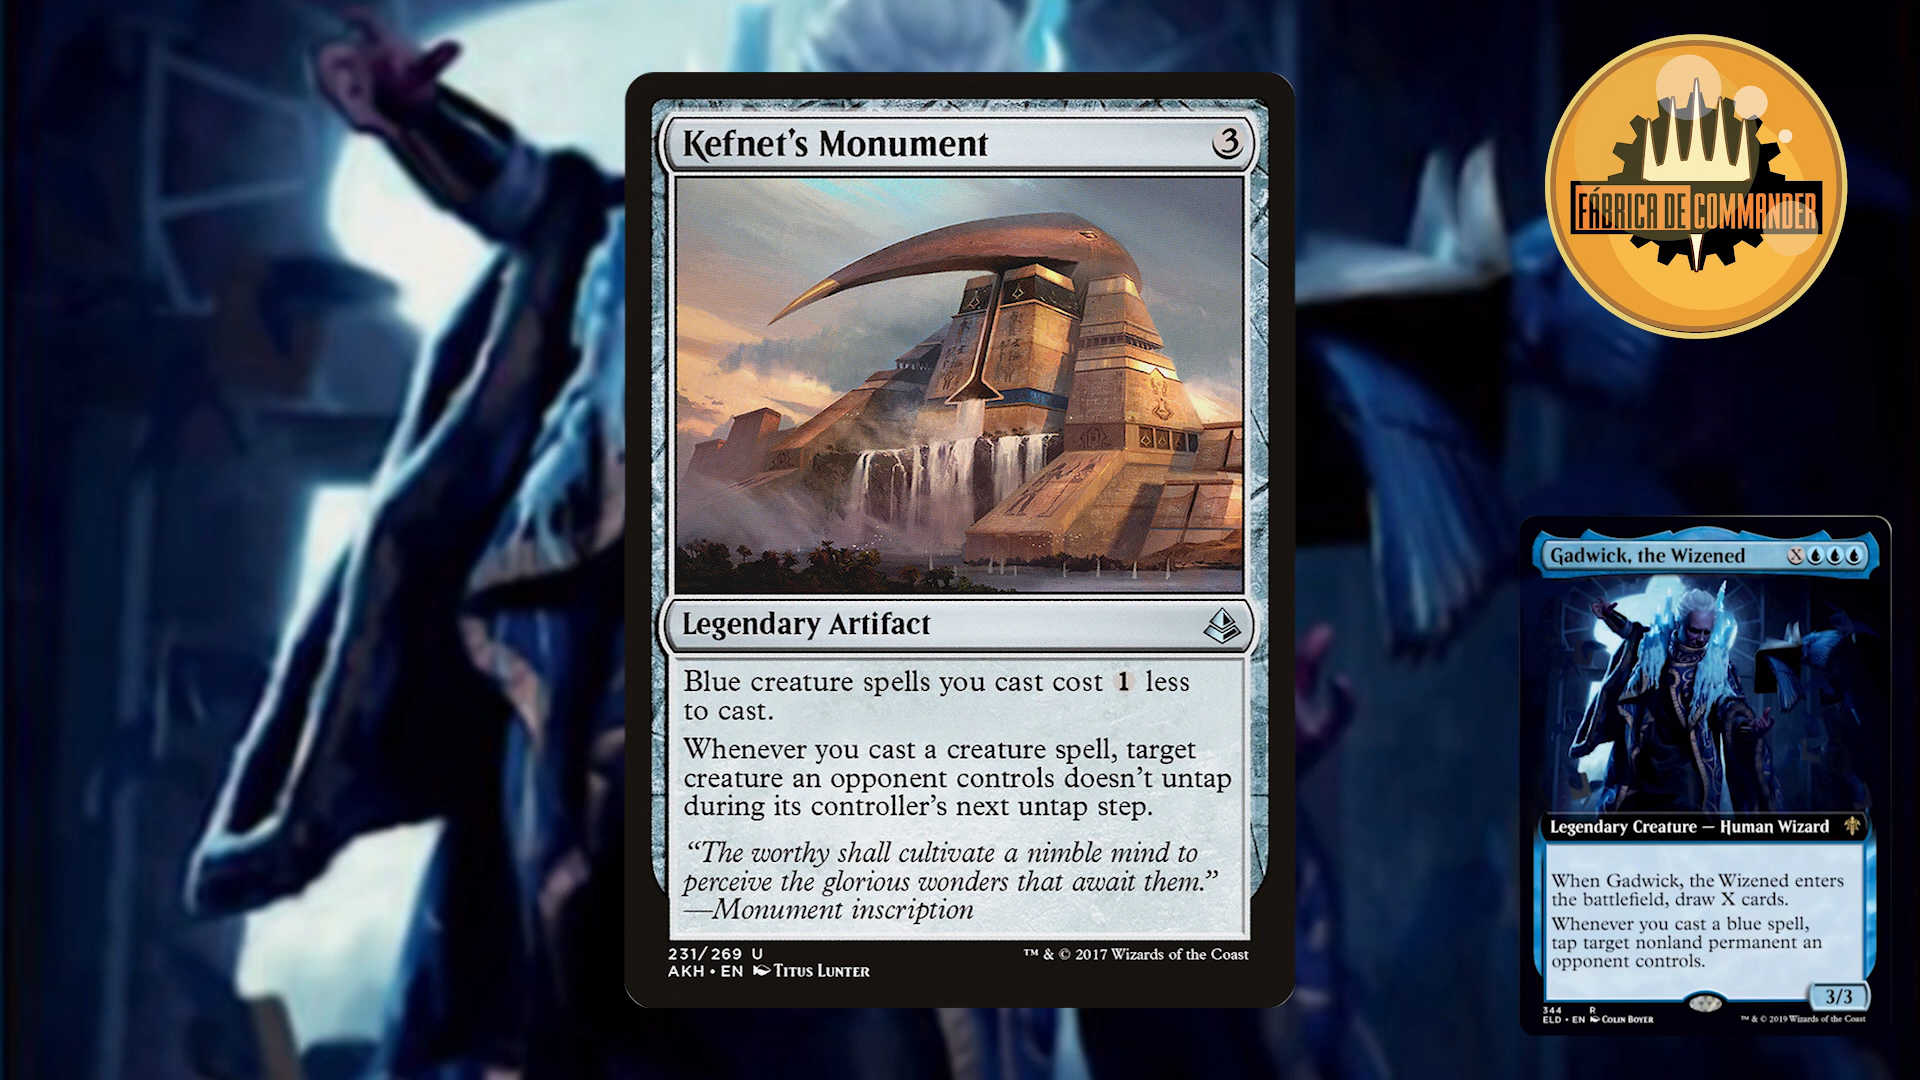 Kefnet's Monument 3
Legendary Artifact
Blue creature spells you cast cost 1 less
to cast.
Whenever you cast a creature spell, target
creature an opponent controls doesn't untap
during its controller's next untap step.
“The worthy shall cultivate a nimble mind to
perceive the glorious wonders that await them.”
—Monument inscription
231/269 U
AKH • EN Titus Lunter
™ & © 2017 Wizards of the Coast
FÁBRICA DE COMMANDER
Gadwick, the Wizened X
Legendary Creature — Human Wizard
When Gadwick, the Wizened enters
the battlefield, draw X cards.
Whenever you cast a blue spell,
tap target nonland permanent an
opponent controls.
3/3
344 R
ELD • EN Colin Boyer
™ & © 2019 Wizards of the Coast